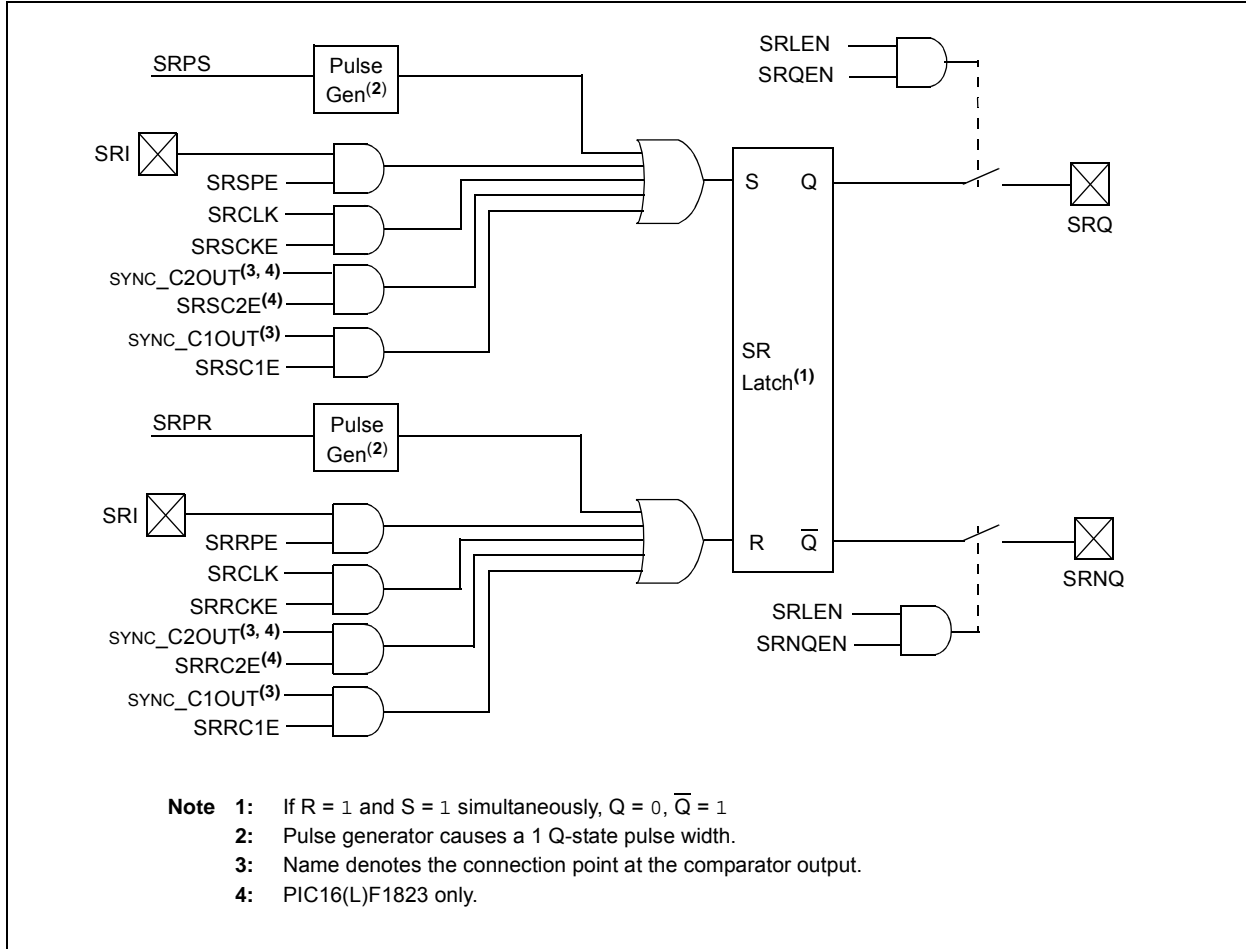 SRPS
Pulse
Gen(2)
SRI
SRSPE
SRCLK
SRSCKE
SYNC_C2OUT(3, 4)
SRSC2E(4)
SYNC_C1OUT(3)
SRSC1E
SRPR
Pulse
Gen(2)
SRI
SRRPE
SRCLK
SRRCKE
SYNC_C2OUT(3, 4)
SRRC2E(4)
SYNC_C1OUT(3)
SRRC1E
S Q
SR
Latch(1)
R Q̅
SRLEN
SRQEN
SRQ
SRNQ
SRLEN
SRNQEN
Note 1: If R = 1 and S = 1 simultaneously, Q = 0, Q̅ = 1
2: Pulse generator causes a 1 Q-state pulse width.
3: Name denotes the connection point at the comparator output.
4: PIC16(L)F1823 only.